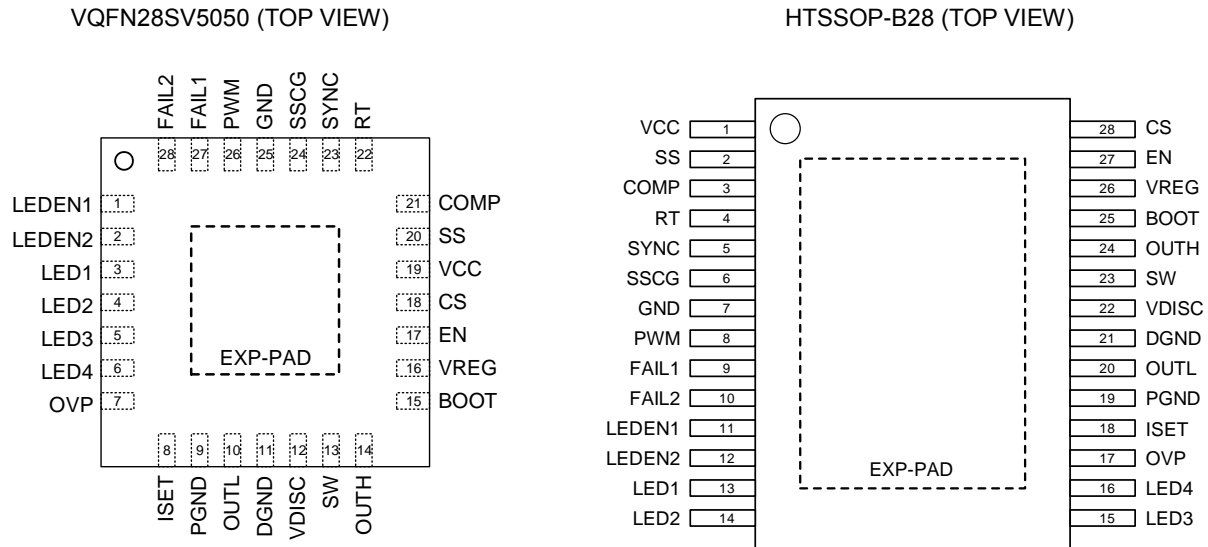 VQFN28SV5050 (TOP VIEW)
FAIL2 FAIL1 PWM GND SSCG SYNC RT
28 27 26 25 24 23 22
LEDEN1 1 21 COMP
LEDEN2 2 20 SS
LED1 3 19 VCC
LED2 4 18 CS
LED3 5 17 EN
LED4 6 EXP-PAD 16 VREG
OVP 7 15 BOOT
8 9 10 11 12 13 14
ISET PGND OUTL DGND VDISC SW OUTH
HTSSOP-B28 (TOP VIEW)
VCC 1 28 CS
SS 2 27 EN
COMP 3 26 VREG
RT 4 25 BOOT
SYNC 5 24 OUTH
SSCG 6 23 SW
GND 7 22 VDISC
PWM 8 21 DGND
FAIL1 9 20 OUTL
FAIL2 10 19 PGND
LEDEN1 11 18 ISET
LEDEN2 12 17 OVP
EXP-PAD
LED1 13 16 LED4
LED2 14 15 LED3